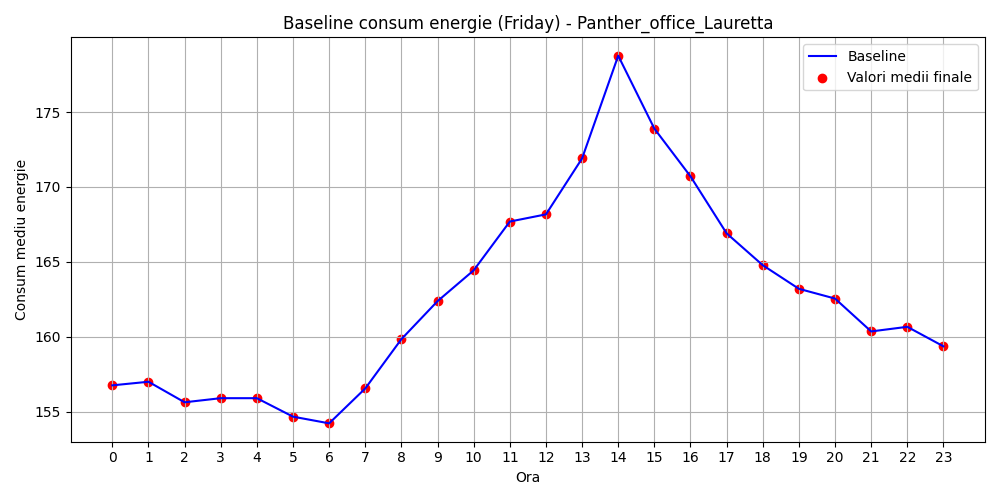 Baseline consum energie (Friday) - Panther_office_Lauretta
Baseline
Valori medii finale
Consum mediu energie
175
170
165
160
155
0 1 2 3 4 5 6 7 8 9 10 11 12 13 14 15 16 17 18 19 20 21 22 23
Ora